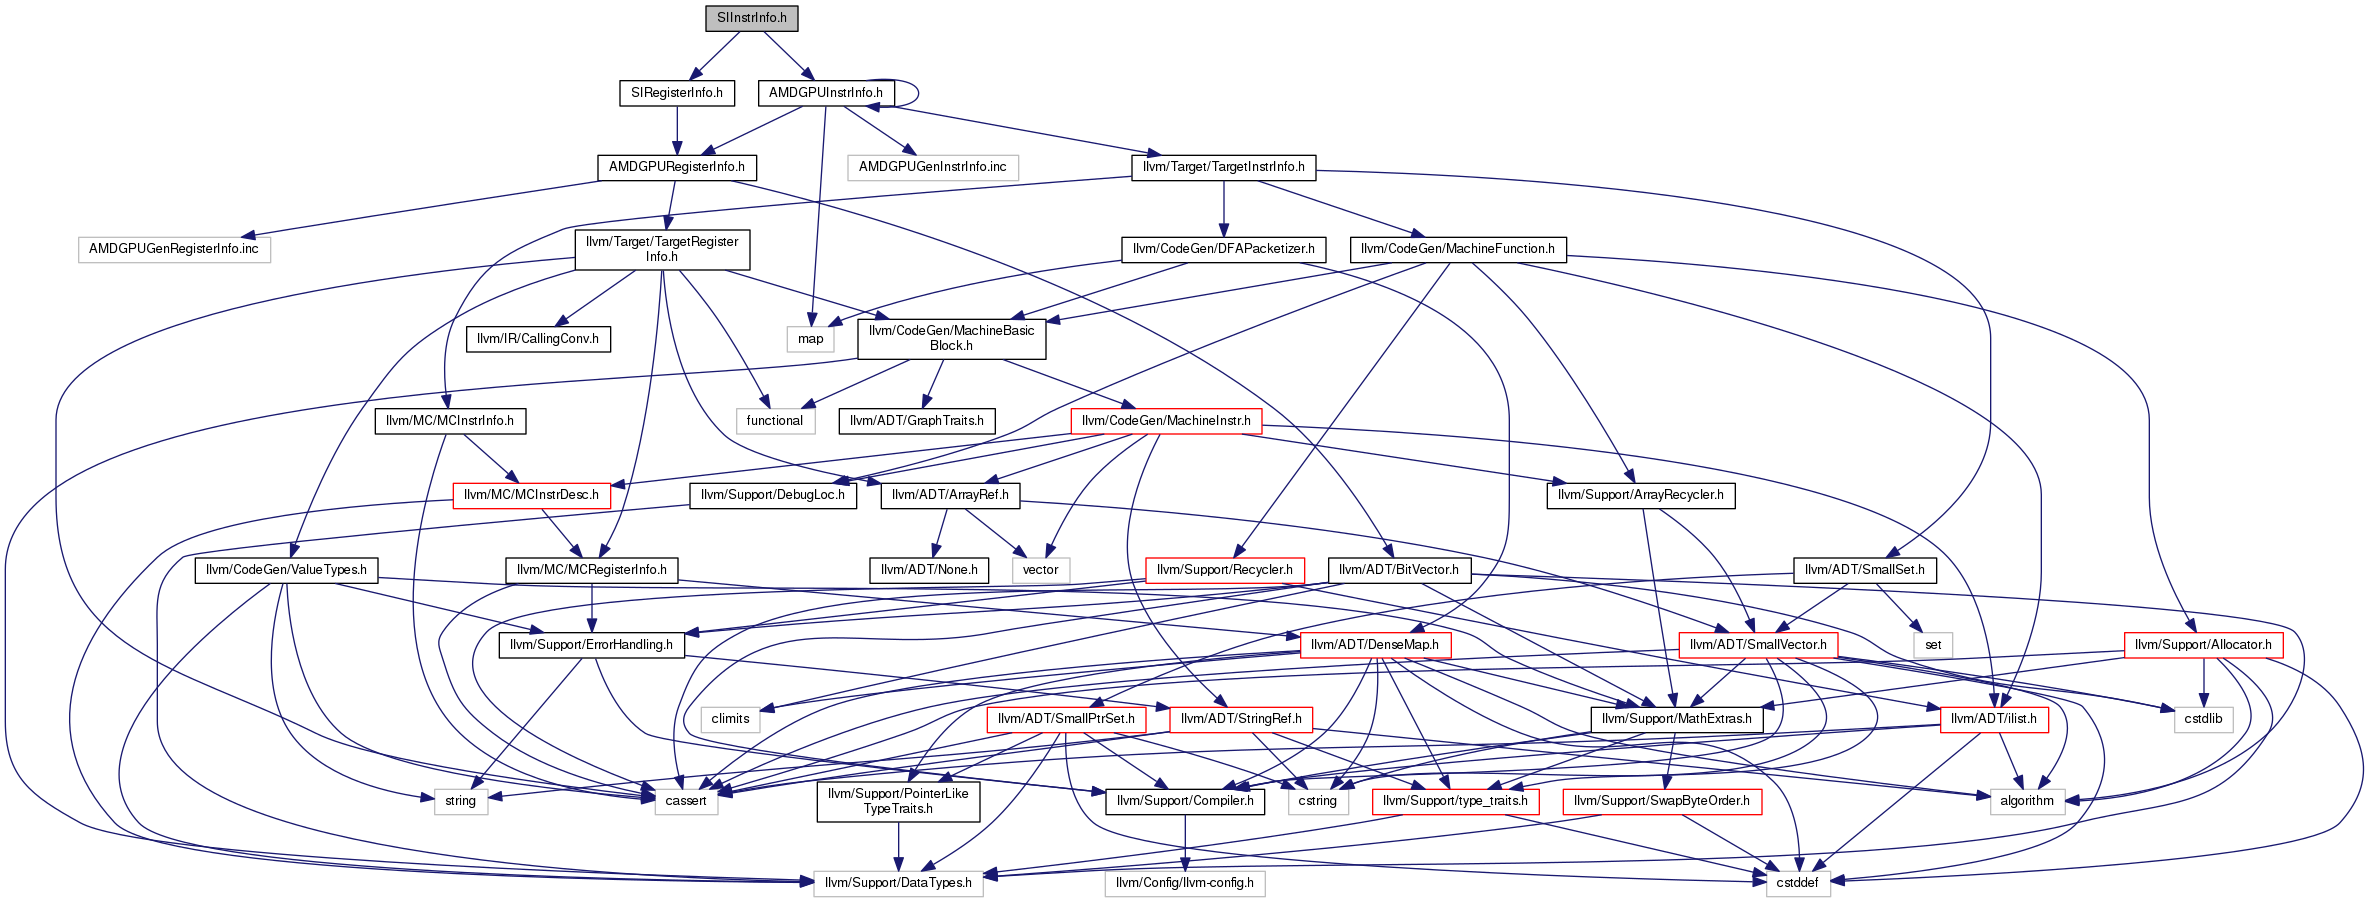 SIInstrInfo.h
SIRegisterInfo.h
AMDGPUInstrInfo.h
AMDGPURegisterInfo.h
AMDGPUGenInstrInfo.inc
llvm/Target/TargetInstrInfo.h
AMDGPUGenRegisterInfo.inc
llvm/Target/TargetRegister
Info.h
llvm/CodeGen/DFAPacketizer.h
llvm/CodeGen/MachineFunction.h
llvm/IR/CallingConv.h
map
llvm/CodeGen/MachineBasic
Block.h
llvm/MC/MCInstrInfo.h
functional
llvm/ADT/GraphTraits.h
llvm/CodeGen/MachineInstr.h
llvm/MC/MCInstrDesc.h
llvm/Support/DebugLoc.h
llvm/ADT/ArrayRef.h
llvm/Support/ArrayRecycler.h
llvm/CodeGen/ValueTypes.h
llvm/MC/MCRegisterInfo.h
llvm/ADT/None.h
vector
llvm/Support/Recycler.h
llvm/ADT/BitVector.h
llvm/ADT/SmallSet.h
llvm/Support/ErrorHandling.h
llvm/ADT/DenseMap.h
llvm/ADT/SmallVector.h
set
llvm/Support/Allocator.h
climits
llvm/ADT/SmallPtrSet.h
llvm/ADT/StringRef.h
llvm/Support/MathExtras.h
llvm/ADT/ilist.h
cstdlib
string
cassert
llvm/Support/PointerLike
TypeTraits.h
llvm/Support/Compiler.h
cstring
llvm/Support/type_traits.h
llvm/Support/SwapByteOrder.h
algorithm
llvm/Support/DataTypes.h
llvm/Config/llvm-config.h
cstddef